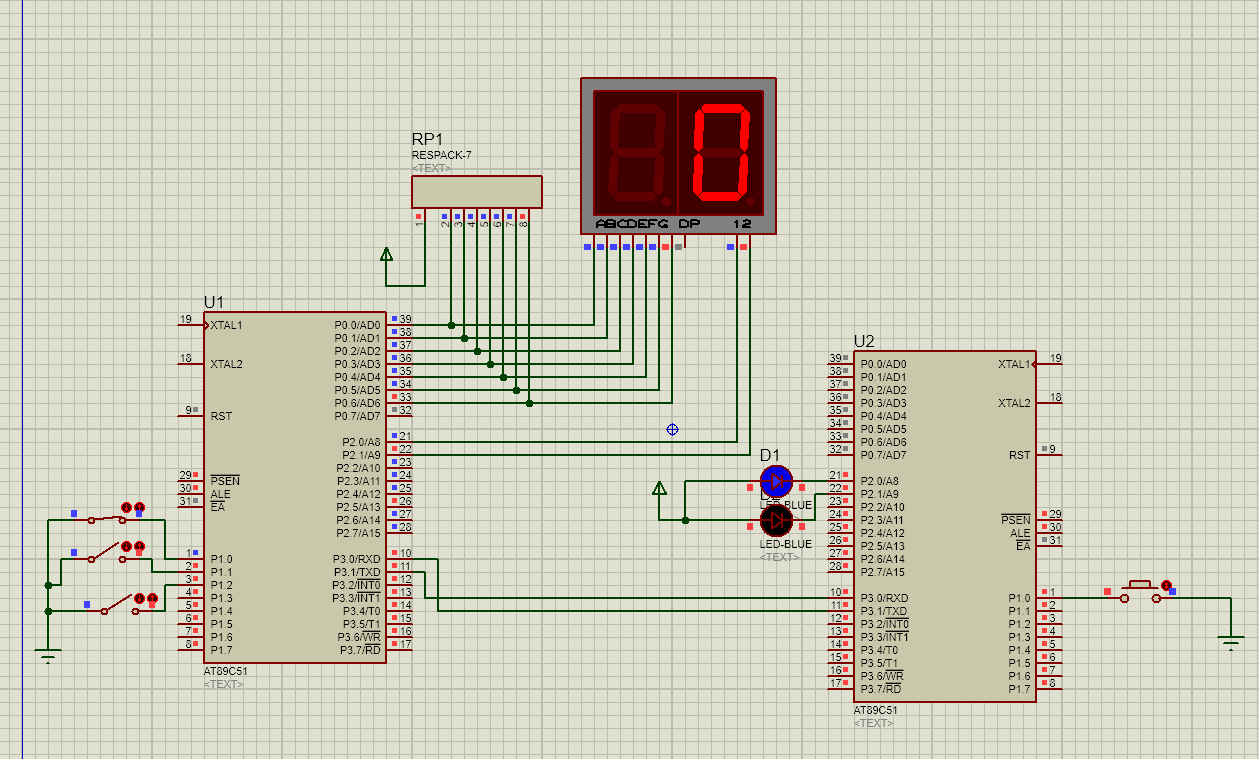 RP1
RESPACK-7
<TEXT>
1
2
3
4
5
6
7
8
ABCDEFG DP
12
U1
19
XTAL1
18
XTAL2
9
RST
29
PSEN
30
ALE
31
EA
1
P1.0
2
P1.1
3
P1.2
4
P1.3
5
P1.4
6
P1.5
7
P1.6
8
P1.7
P0.0/AD0
39
P0.1/AD1
38
P0.2/AD2
37
P0.3/AD3
36
P0.4/AD4
35
P0.5/AD5
34
P0.6/AD6
33
P0.7/AD7
32
P2.0/A8
21
P2.1/A9
22
P2.2/A10
23
P2.3/A11
24
P2.4/A12
25
P2.5/A13
26
P2.6/A14
27
P2.7/A15
28
P3.0/RXD
10
P3.1/TXD
11
P3.2/INT0
12
P3.3/INT1
13
P3.4/T0
14
P3.5/T1
15
P3.6/WR
16
P3.7/RD
17
AT89C51
<TEXT>
D1
LED-BLUE
LED-BLUE
<TEXT>
U2
39
P0.0/AD0
38
P0.1/AD1
37
P0.2/AD2
36
P0.3/AD3
35
P0.4/AD4
34
P0.5/AD5
33
P0.6/AD6
32
P0.7/AD7
21
P2.0/A8
22
P2.1/A9
23
P2.2/A10
24
P2.3/A11
25
P2.4/A12
26
P2.5/A13
27
P2.6/A14
28
P2.7/A15
10
P3.0/RXD
11
P3.1/TXD
12
P3.2/INT0
13
P3.3/INT1
14
P3.4/T0
15
P3.5/T1
16
P3.6/WR
17
P3.7/RD
XTAL1
19
XTAL2
18
RST
9
PSEN
29
ALE
30
EA
31
P1.0
1
P1.1
2
P1.2
3
P1.3
4
P1.4
5
P1.5
6
P1.6
7
P1.7
8
AT89C51
<TEXT>
0